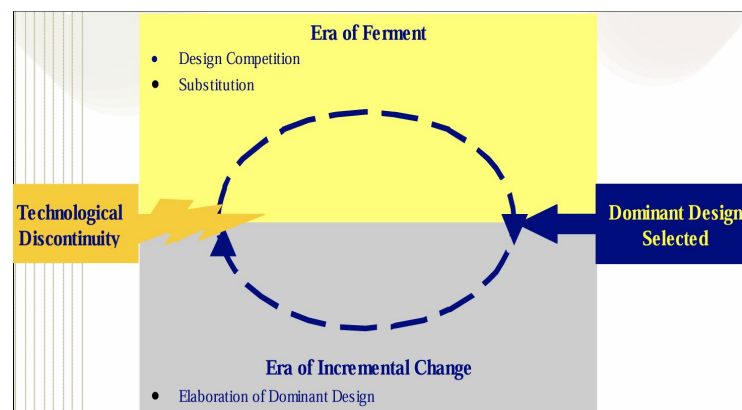 Era of Ferment
• Design Competition
• Substitution
Technological
Discontinuity
Dominant Design
Selected
Era of Incremental Change
• Elaboration of Dominant Design